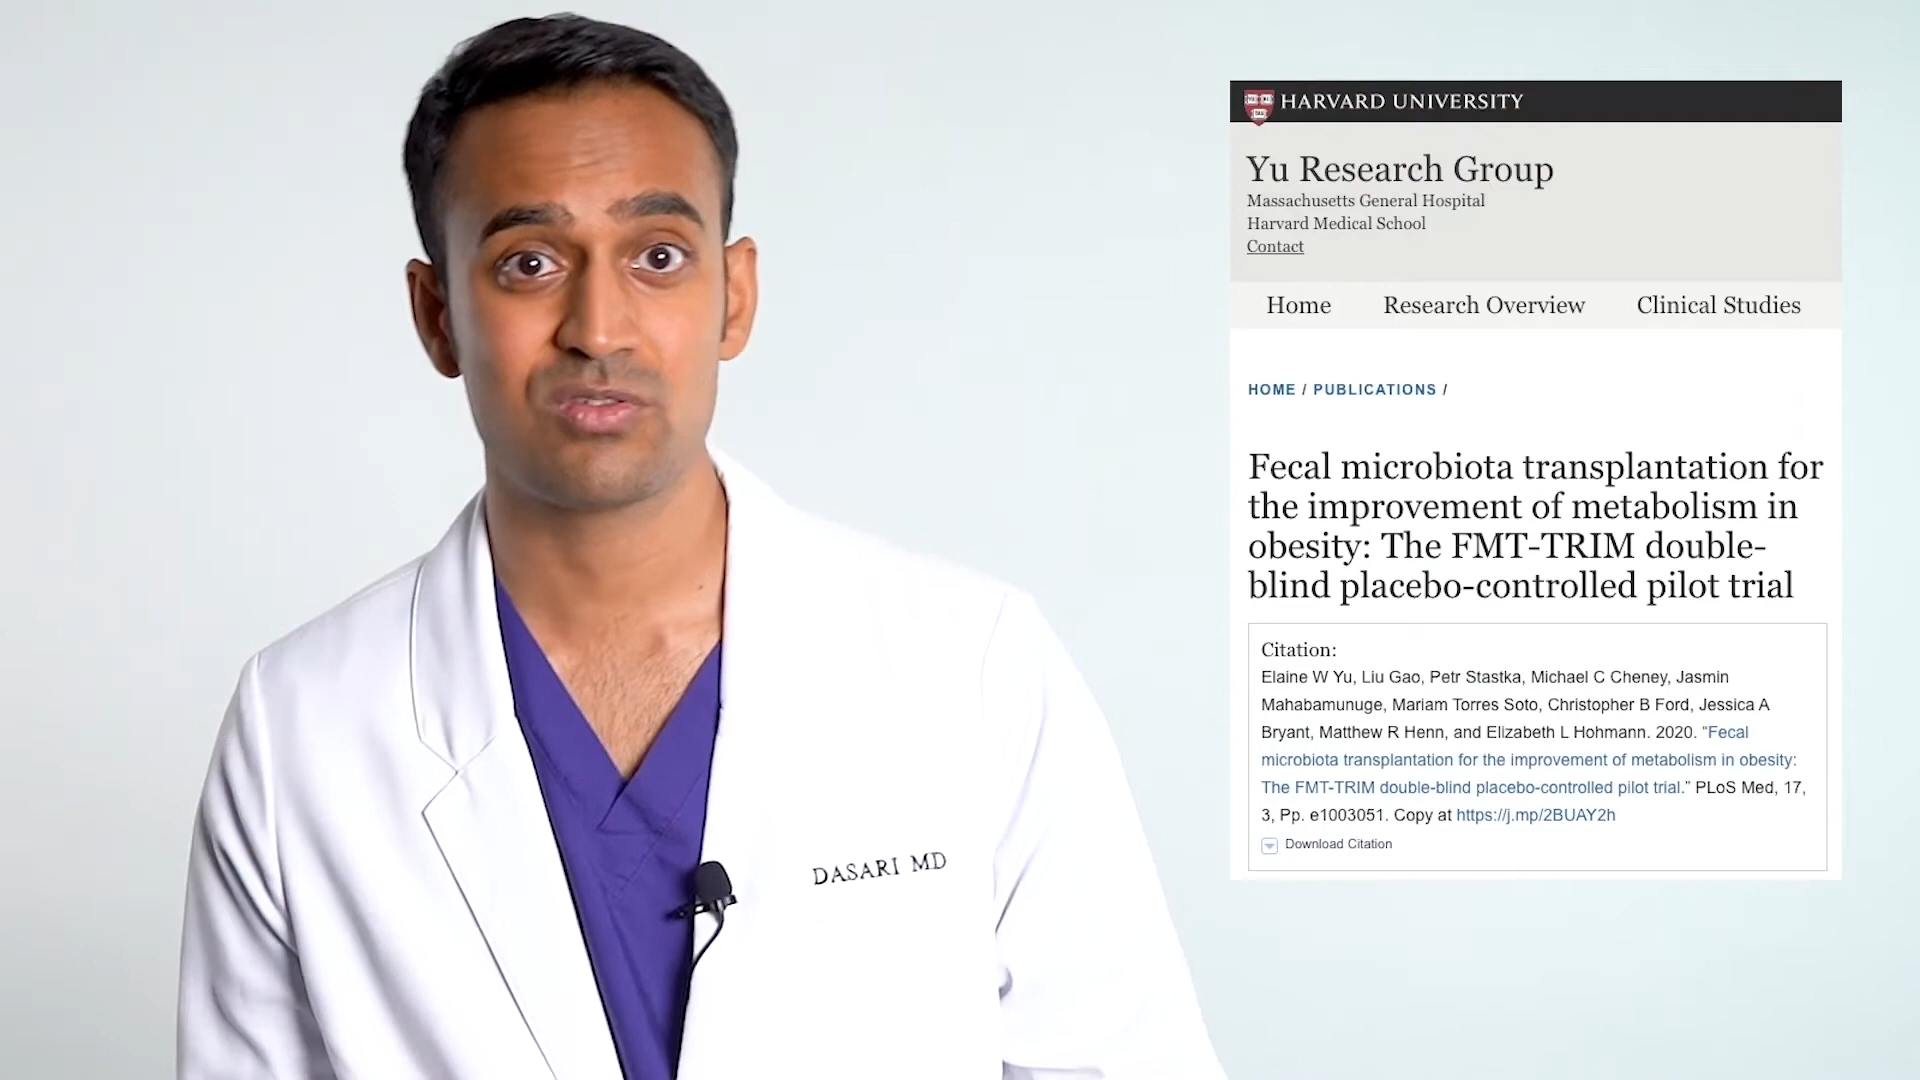 HARVARD UNIVERSITY
Yu Research Group
Massachusetts General Hospital
Harvard Medical School
Contact
Home Research Overview Clinical Studies
HOME / PUBLICATIONS /
Fecal microbiota transplantation for
the improvement of metabolism in
obesity: The FMT-TRIM double-
blind placebo-controlled pilot trial
Citation:
Elaine W Yu, Liu Gao, Petr Stastka, Michael C Cheney, Jasmin
Mahabamunuge, Mariam Torres Soto, Christopher B Ford, Jessica A
Bryant, Matthew R Henn, and Elizabeth L Hohmann. 2020. “Fecal
microbiota transplantation for the improvement of metabolism in obesity:
The FMT-TRIM double-blind placebo-controlled pilot trial.” PLoS Med, 17,
3, Pp. e1003051. Copy at https://j.mp/2BUAY2h
Download Citation
DASARI MD